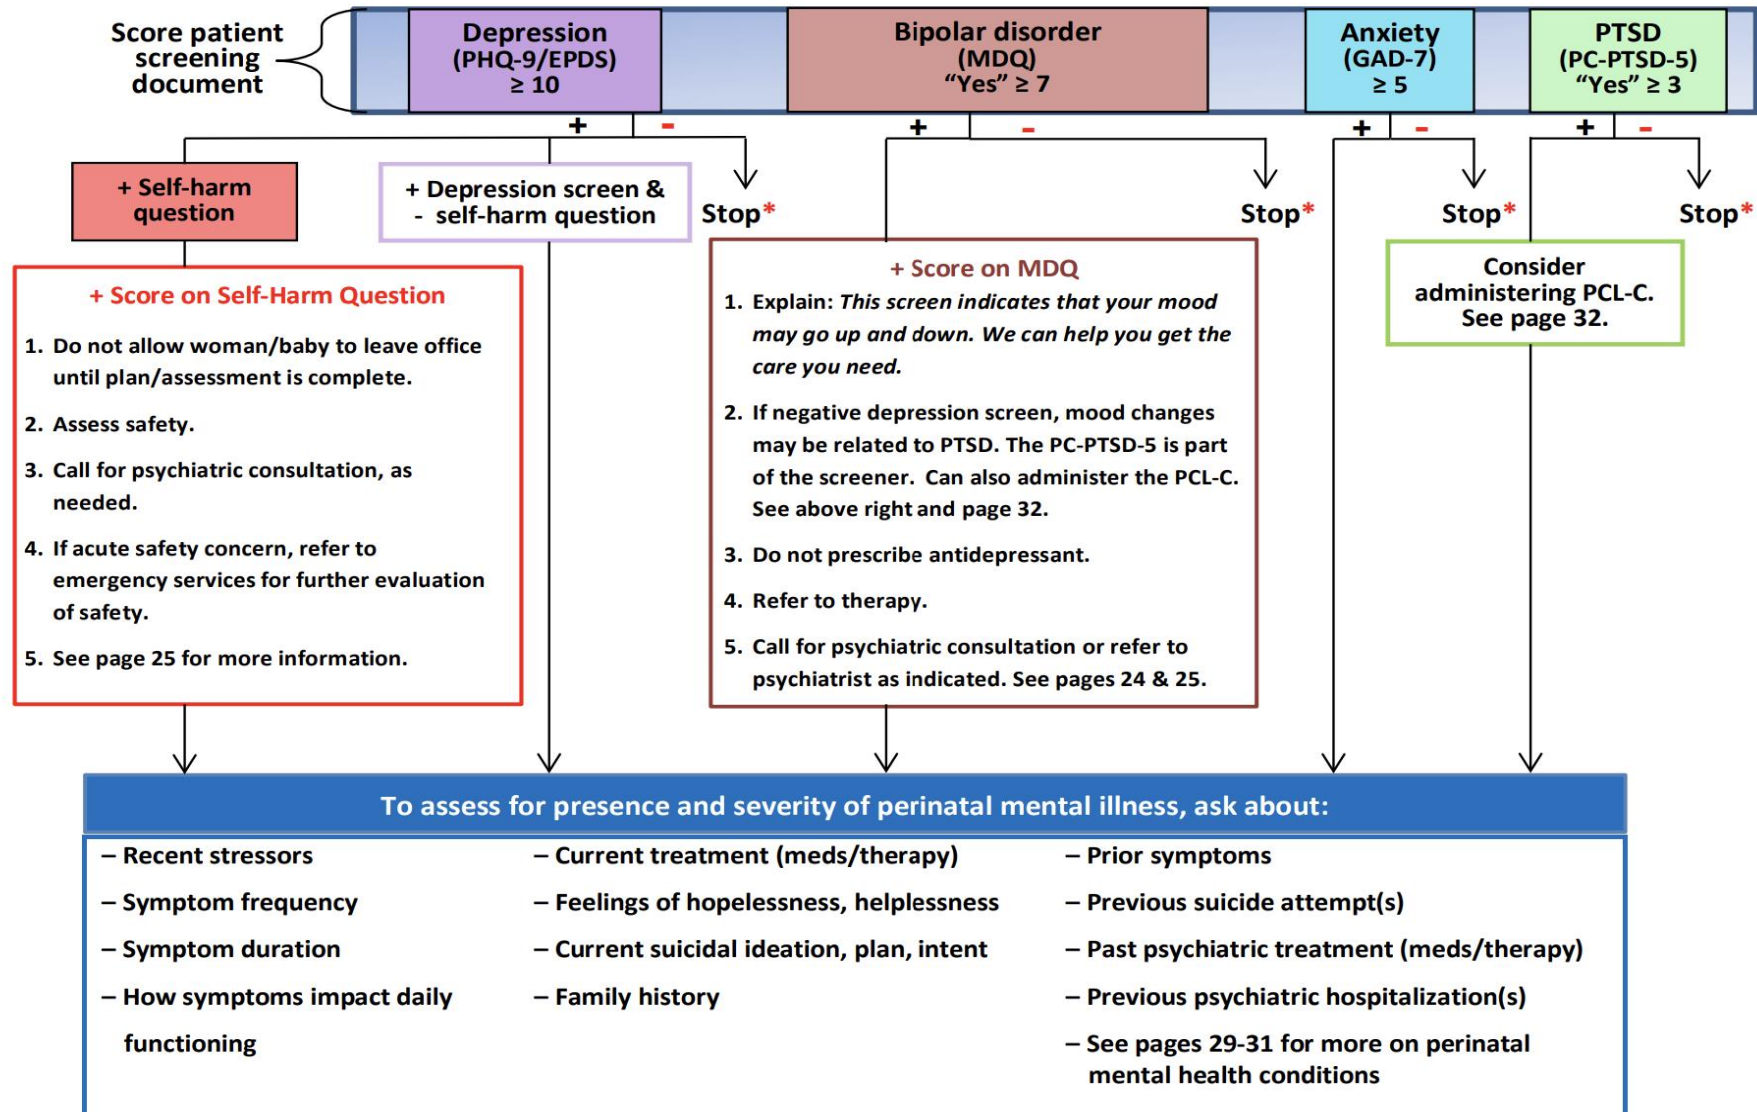 Score patient
screening
document
Depression
(PHQ-9/EPDS)
≥ 10
Bipolar disorder
(MDQ)
“Yes” ≥ 7
Anxiety
(GAD-7)
≥ 5
PTSD
(PC-PTSD-5)
“Yes” ≥ 3
+ -
+ -
+ -
+ -
+ Self-harm
question
+ Depression screen &
- self-harm question
Stop*
Stop*
Stop*
Stop*
+ Score on Self-Harm Question
1. Do not allow woman/baby to leave office
until plan/assessment is complete.
2. Assess safety.
3. Call for psychiatric consultation, as
needed.
4. If acute safety concern, refer to
emergency services for further evaluation
of safety.
5. See page 25 for more information.
+ Score on MDQ
1. Explain: This screen indicates that your mood
may go up and down. We can help you get the
care you need.
2. If negative depression screen, mood changes
may be related to PTSD. The PC-PTSD-5 is part
of the screener. Can also administer the PCL-C.
See above right and page 32.
3. Do not prescribe antidepressant.
4. Refer to therapy.
5. Call for psychiatric consultation or refer to
psychiatrist as indicated. See pages 24 & 25.
Consider
administering PCL-C.
See page 32.
To assess for presence and severity of perinatal mental illness, ask about:
– Recent stressors
– Symptom frequency
– Symptom duration
– How symptoms impact daily
functioning
– Current treatment (meds/therapy)
– Feelings of hopelessness, helplessness
– Current suicidal ideation, plan, intent
– Family history
– Prior symptoms
– Previous suicide attempt(s)
– Past psychiatric treatment (meds/therapy)
– Previous psychiatric hospitalization(s)
– See pages 29-31 for more on perinatal
mental health conditions